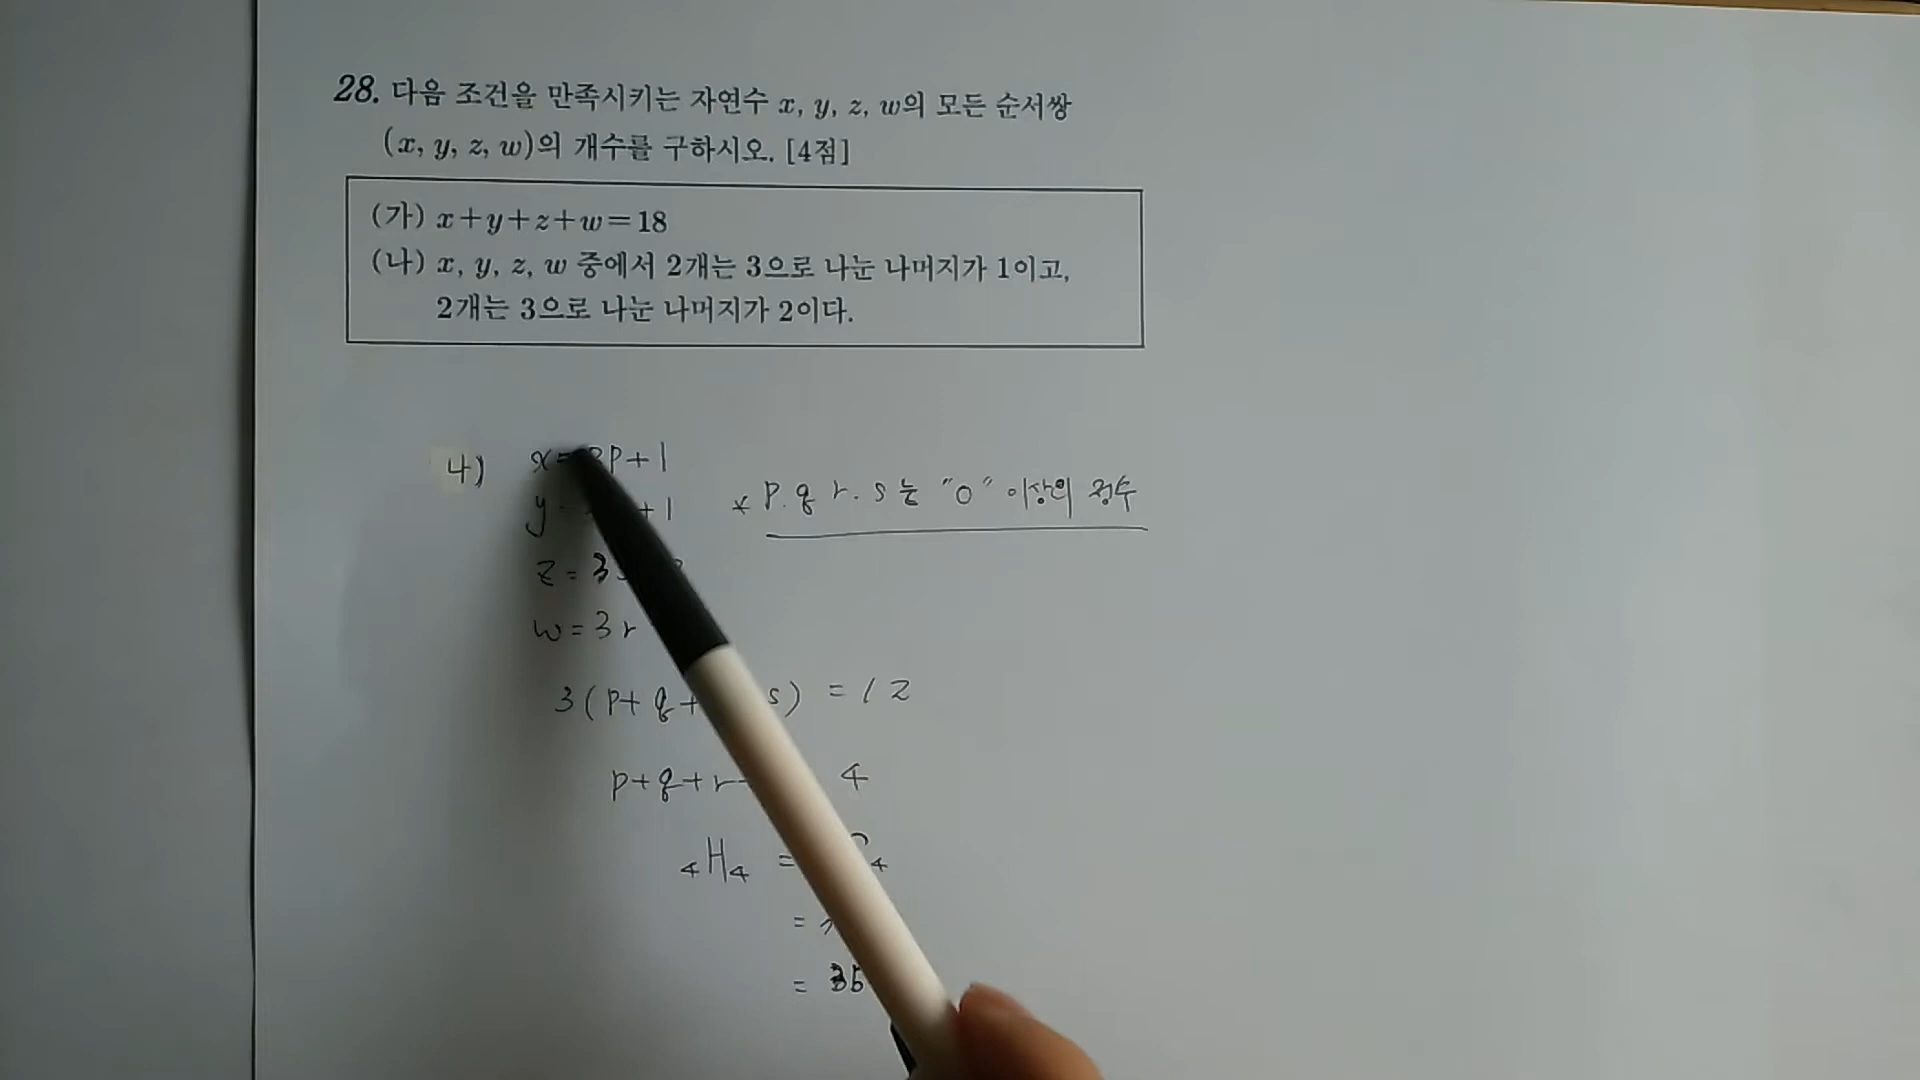 28. 다음 조건을 만족시키는 자연수 x, y, z, w의 모든 순서쌍
(x, y, z, w)의 개수를 구하시오. [4점]
(가) x+y+z+w=18
(나) x, y, z, w 중에서 2개는 3으로 나눈 나머지가 1이고,
2개는 3으로 나눈 나머지가 2이다.
4) x= p+1
y +1
* p. q r. s는 "0" 이상의 정수
z=3
w=3r
3(p+q+ s) =12
p+q+r 4
₄H₄ = ₄
=
= 35